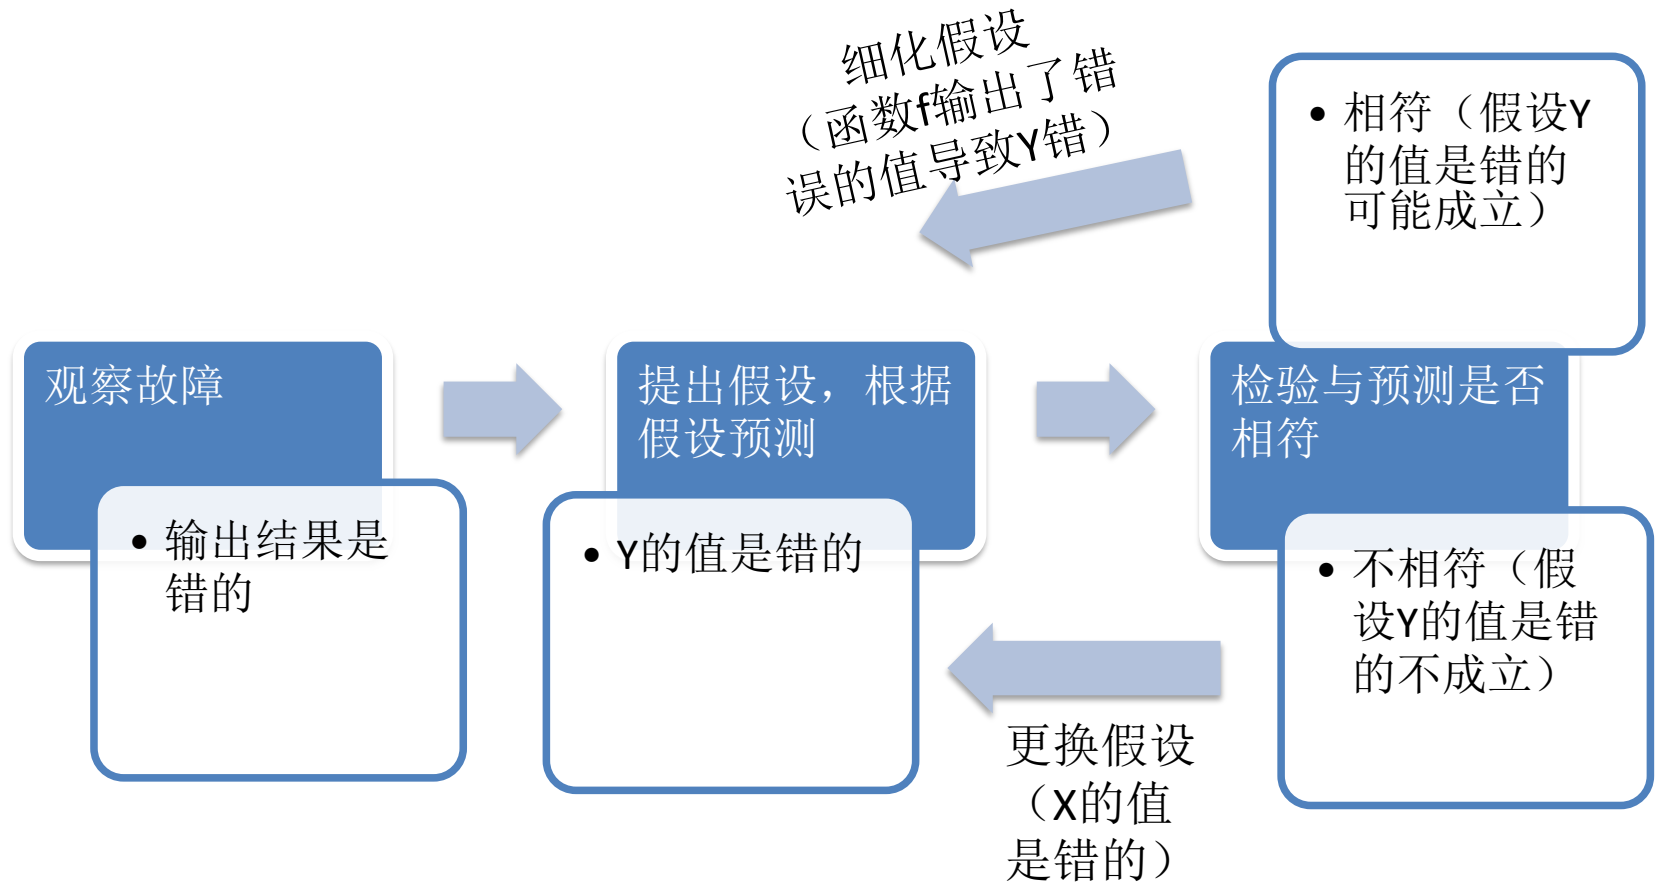 细化假设
（函数f输出了错
误的值导致Y错）
• 相符（假设Y
的值是错的
可能成立）
观察故障
• 输出结果是
错的
提出假设，根据
假设预测
• Y的值是错的
检验与预测是否
相符
• 不相符（假
设Y的值是错
的不成立）
更换假设
（X的值
是错的）